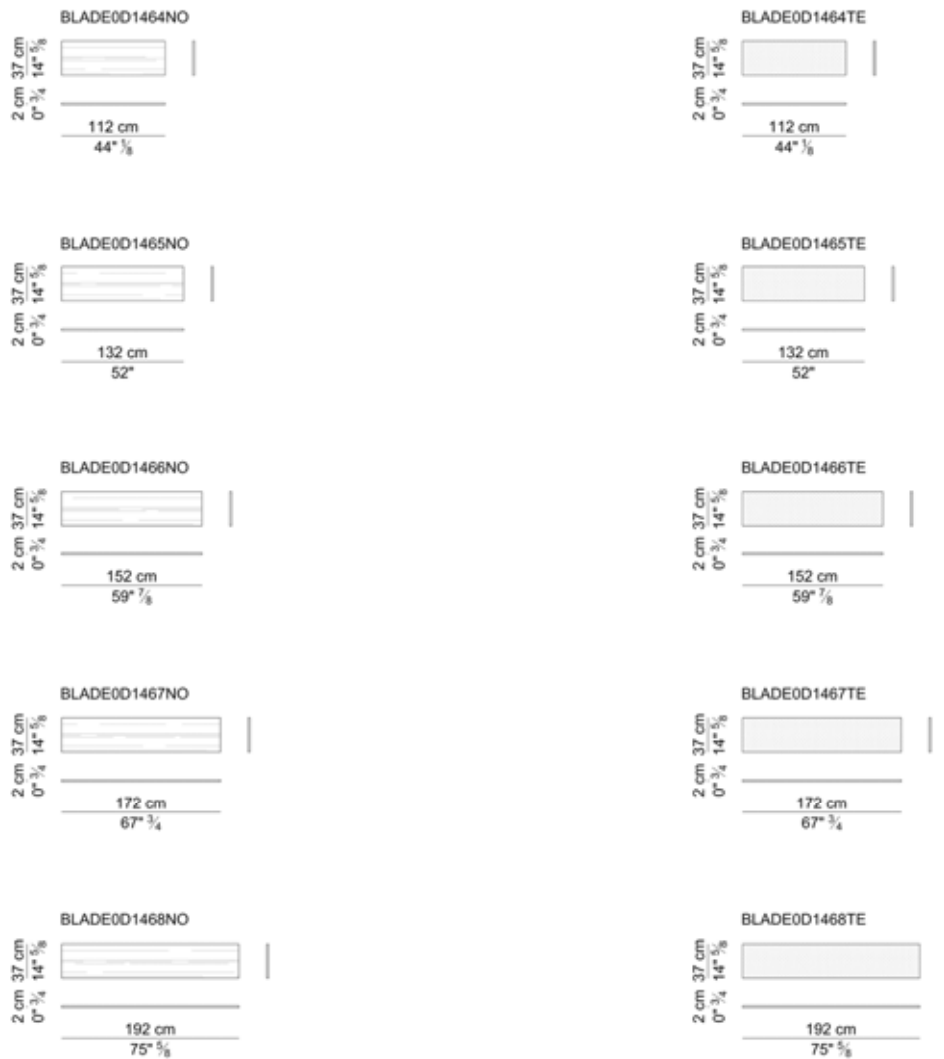 BLADE0D1464NO
37 cm
14" 5/8
2 cm
0" 3/4
112 cm
44" 1/8
BLADE0D1464TE
37 cm
14" 5/8
2 cm
0" 3/4
112 cm
44" 1/8
BLADE0D1465NO
37 cm
14" 5/8
2 cm
0" 3/4
132 cm
52"
BLADE0D1465TE
37 cm
14" 5/8
2 cm
0" 3/4
132 cm
52"
BLADE0D1466NO
37 cm
14" 5/8
2 cm
0" 3/4
152 cm
59" 7/8
BLADE0D1466TE
37 cm
14" 5/8
2 cm
0" 3/4
152 cm
59" 7/8
BLADE0D1467NO
37 cm
14" 5/8
2 cm
0" 3/4
172 cm
67" 3/4
BLADE0D1467TE
37 cm
14" 5/8
2 cm
0" 3/4
172 cm
67" 3/4
BLADE0D1468NO
37 cm
14" 5/8
2 cm
0" 3/4
192 cm
75" 5/8
BLADE0D1468TE
37 cm
14" 5/8
2 cm
0" 3/4
192 cm
75" 5/8